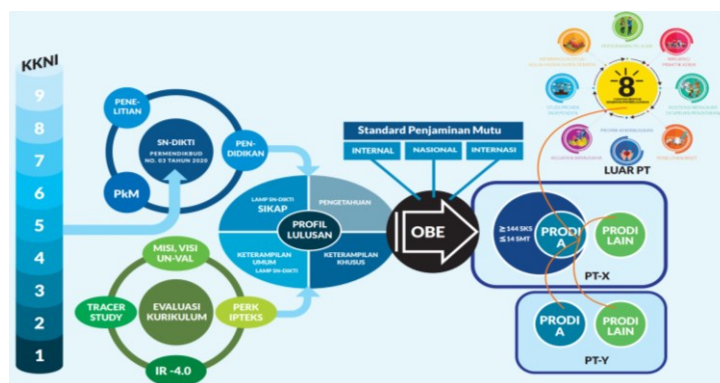 KKNI
9
8
7
6
5
4
3
2
1
PENE-
LITIAN
SN-DIKTI
PERMENDIKBUD
NO. 03 TAHUN 2020
PEN-
DIDIKAN
PkM
MISI, VISI
UN-VAL
TRACER
STUDY
EVALUASI
KURIKULUM
PERK
IPTEKS
IR -4.0
LAMP SN-DIKTI
SIKAP
PENGETAHUAN
PROFIL
LULUSAN
KETERAMPILAN
UMUM
LAMP SN-DIKTI
KETERAMPILAN
KHUSUS
Standard Penjaminan Mutu
INTERNAL
NASIONAL
INTERNASI
OBE
8
LUAR PT
≥ 144 SKS
≤ 14 SMT
PRODI
A
PRODI
LAIN
PT-X
PRODI
A
PRODI
LAIN
PT-Y